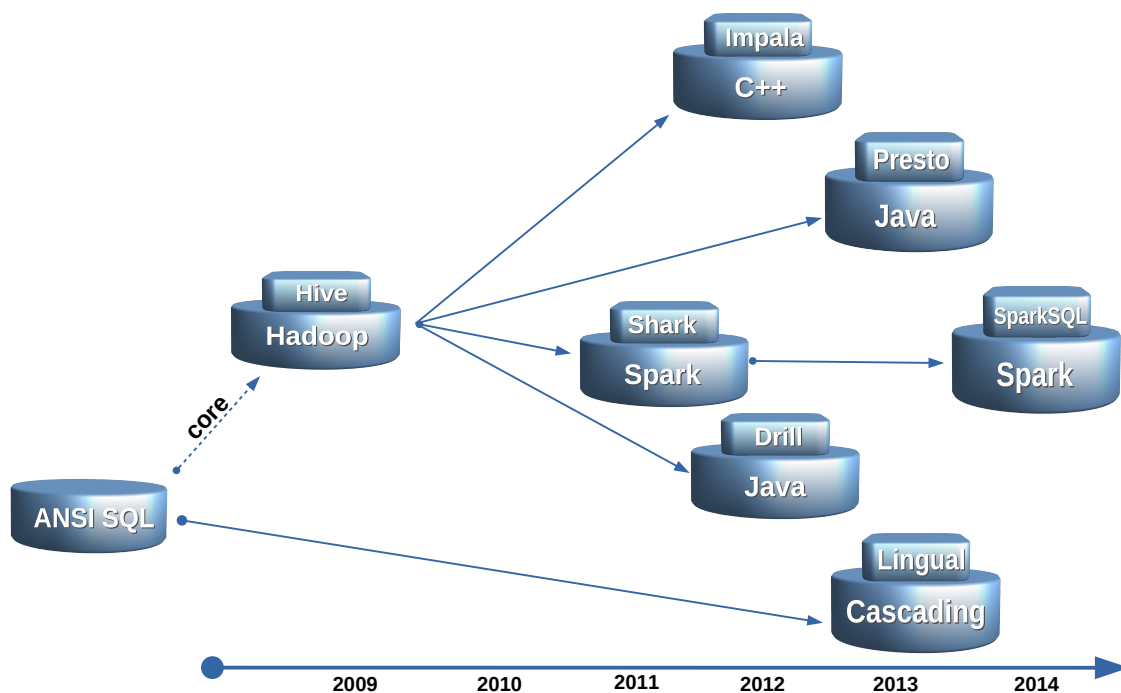 Impala
C++
Presto
Java
Hive
Hadoop
Shark
Spark
SparkSQL
Spark
core
Drill
Java
ANSI SQL
Lingual
Cascading
2009 2010 2011 2012 2013 2014